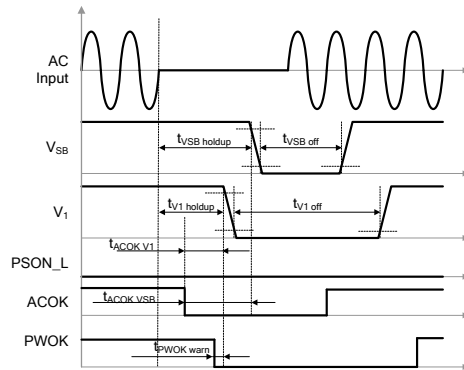 AC
Input
VSB
tVSB holdup
tVSB off
V1
tV1 holdup
tV1 off
tACOK V1
PSON_L
ACOK
tACOK VSB
PWOK
tPWOK warn